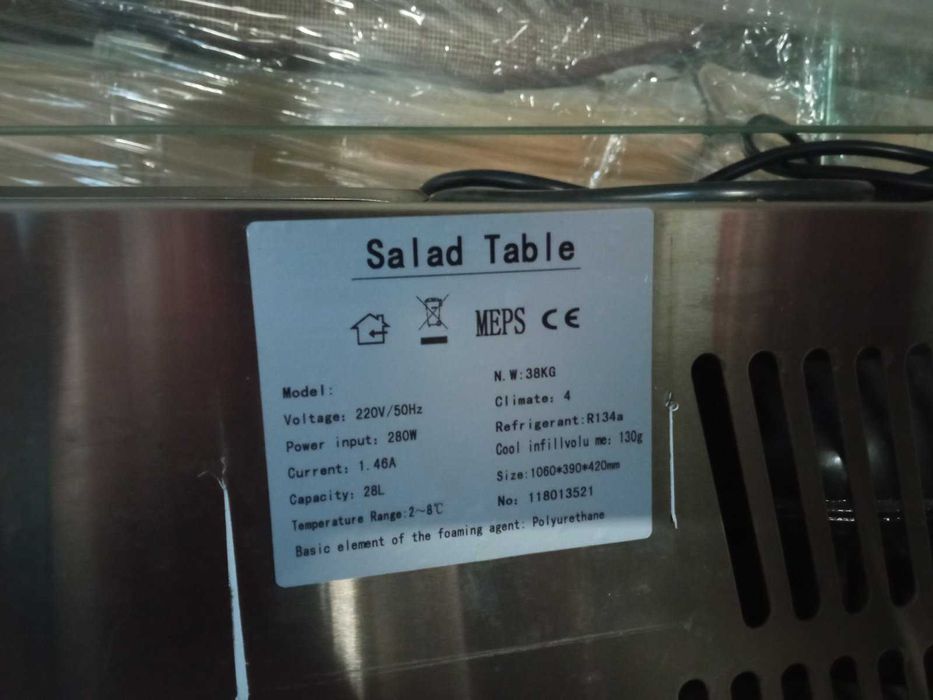 Salad Table
MEPS CE
Model:
Voltage: 220V/50Hz
Power input: 280W
Current: 1.46A
Capacity: 28L
Temperature Range:2~8℃
N.W:38KG
Climate: 4
Refrigerant:R134a
Cool infillvolu me: 130g
Size:1060*390*420mm
No: 118013521
Basic element of the foaming agent: Polyurethane